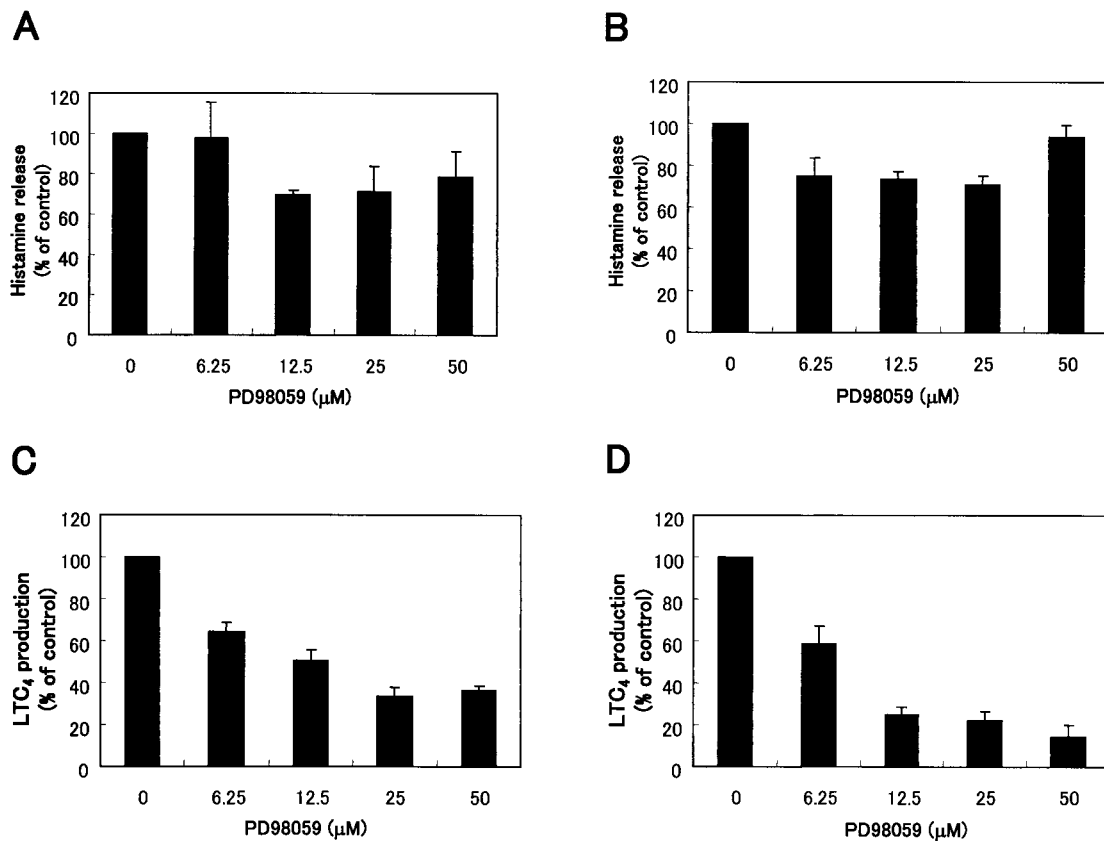 A
Histamine release
(% of control)
120
100
80
60
40
20
0
0 6.25 12.5 25 50
PD98059 (μM)
B
Histamine release
(% of control)
120
100
80
60
40
20
0
0 6.25 12.5 25 50
PD98059 (μM)
C
LTC4 production
(% of control)
120
100
80
60
40
20
0
0 6.25 12.5 25 50
PD98059 (μM)
D
LTC4 production
(% of control)
120
100
80
60
40
20
0
0 6.25 12.5 25 50
PD98059 (μM)